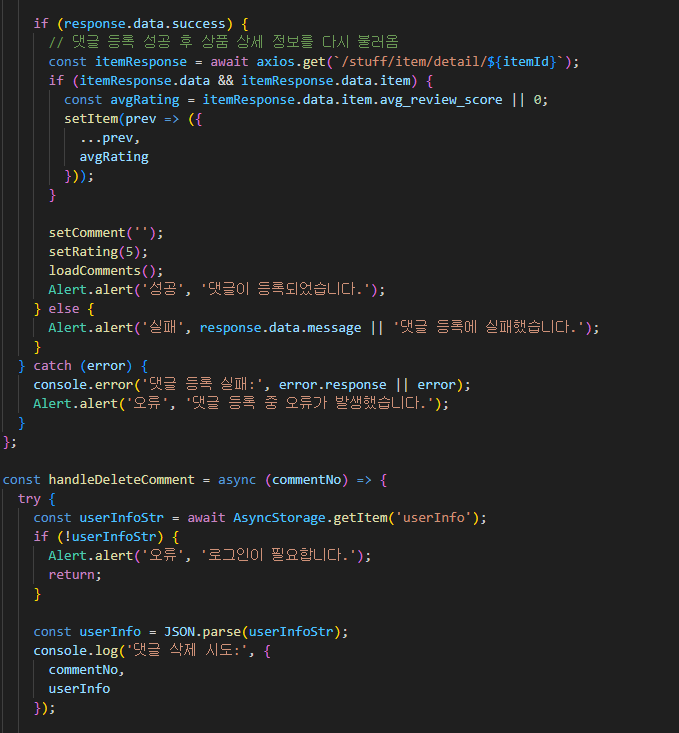 if (response.data.success) {
// 댓글 등록 성공 후 상품 상세 정보를 다시 불러옴
const itemResponse = await axios.get(`/stuff/item/detail/${itemId}`);
if (itemResponse.data && itemResponse.data.item) {
const avgRating = itemResponse.data.item.avg_review_score || 0;
setItem(prev => ({
...prev,
avgRating
}));
}
setComment('');
setRating(5);
loadComments();
Alert.alert('성공', '댓글이 등록되었습니다.');
} else {
Alert.alert('실패', response.data.message || '댓글 등록에 실패했습니다.');
}
} catch (error) {
console.error('댓글 등록 실패:', error.response || error);
Alert.alert('오류', '댓글 등록 중 오류가 발생했습니다.');
}
};
const handleDeleteComment = async (commentNo) => {
try {
const userInfoStr = await AsyncStorage.getItem('userInfo');
if (!userInfoStr) {
Alert.alert('오류', '로그인이 필요합니다.');
return;
}
const userInfo = JSON.parse(userInfoStr);
console.log('댓글 삭제 시도:', {
commentNo,
userInfo
});